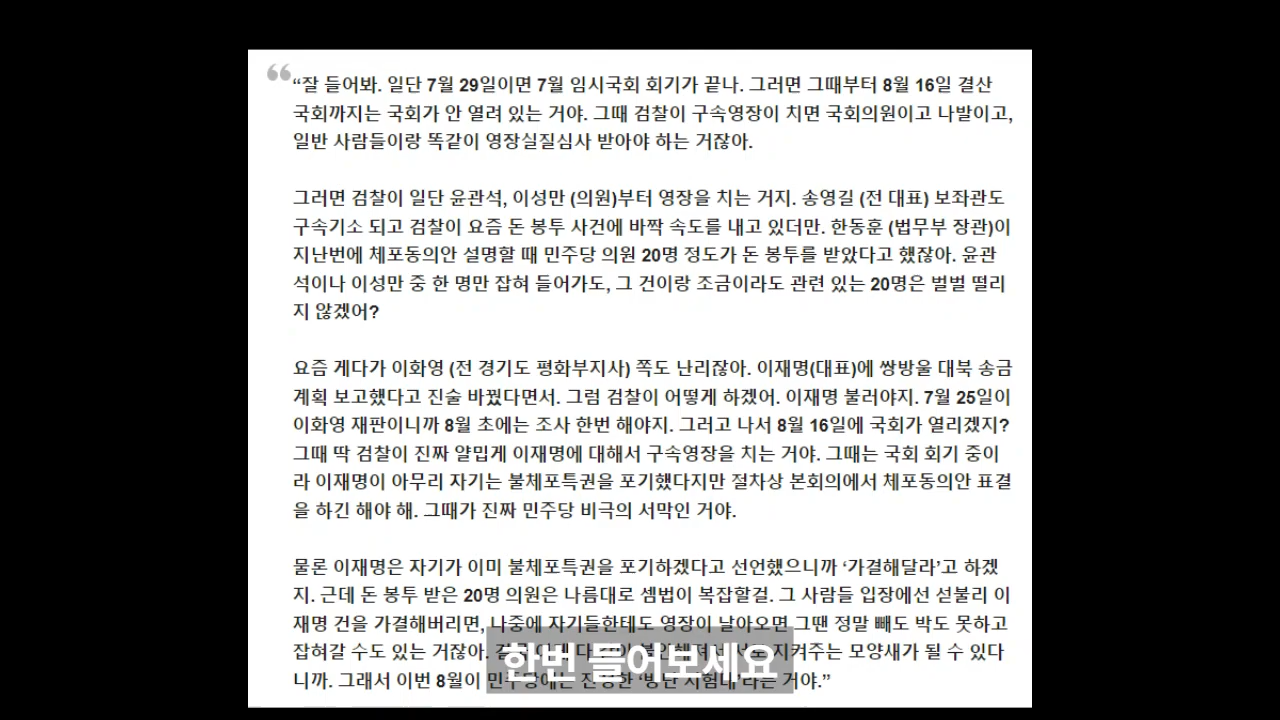 “잘 들어봐. 일단 7월 29일이면 7월 임시국회 회기가 끝나. 그러면 그때부터 8월 16일 결산
국회까지는 국회가 안 열려 있는 거야. 그때 검찰이 구속영장이 치면 국회의원이고 나발이고,
일반 사람들이랑 똑같이 영장실질심사 받아야 하는 거잖아.
그러면 검찰이 일단 윤관석, 이성만 (의원)부터 영장을 치는 거지. 송영길 (전 대표) 보좌관도
구속기소 되고 검찰이 요즘 돈 봉투 사건에 바짝 속도를 내고 있더만. 한동훈 (법무부 장관)이
지난번에 체포동의안 설명할 때 민주당 의원 20명 정도가 돈 봉투를 받았다고 했잖아. 윤관
석이나 이성만 중 한 명만 잡혀 들어가도, 그 건이랑 조금이라도 관련 있는 20명은 벌벌 떨리
지 않겠어?
요즘 게다가 이화영 (전 경기도 평화부지사) 쪽도 난리잖아. 이재명(대표)에 쌍방울 대북 송금
계획 보고했다고 진술 바꿨다면서. 그럼 검찰이 어떻게 하겠어. 이재명 불러야지. 7월 25일이
이화영 재판이니까 8월 초에는 조사 한번 해야지. 그러고 나서 8월 16일에 국회가 열리겠지?
그때 딱 검찰이 진짜 얄밉게 이재명에 대해서 구속영장을 치는 거야. 그때는 국회 회기 중이
라 이재명이 아무리 자기는 불체포특권을 포기했다지만 절차상 본회의에서 체포동의안 표결
을 하긴 해야 해. 그때가 진짜 민주당 비극의 서막인 거야.
물론 이재명은 자기가 이미 불체포특권을 포기하겠다고 선언했으니까 ‘가결해달라’고 하겠
지. 근데 돈 봉투 받은 20명 의원은 나름대로 셈법이 복잡할걸. 그 사람들 입장에선 섣불리 이
재명 건을 가결해버리면, 나중에 자기들한테도 영장이 날아오면 그땐 정말 빼도 박도 못하고
잡혀갈 수도 있는 거잖아. 지켜주는 모양새가 될 수 있다
니까. 그래서 이번 8월이 라는 거야.”
한번 들어보세요